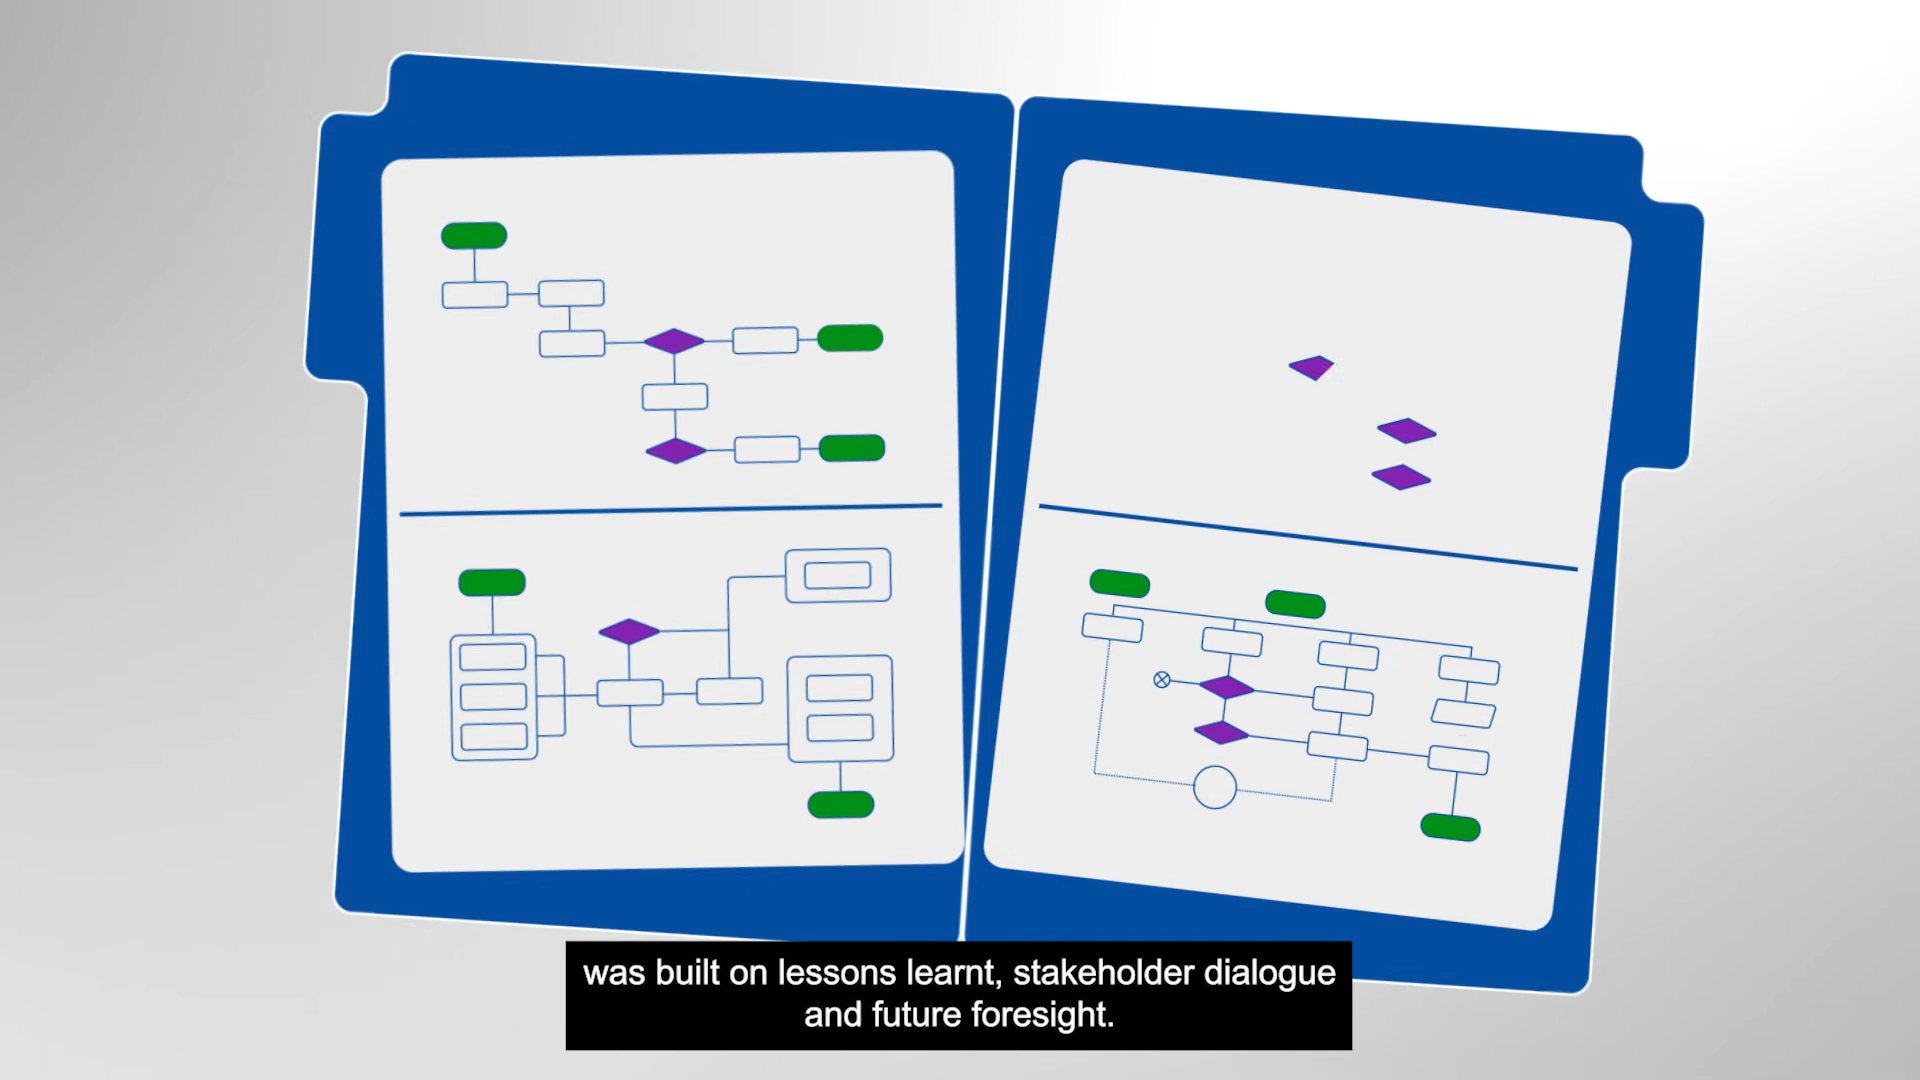 was built on lessons learnt, stakeholder dialogue
and future foresight.